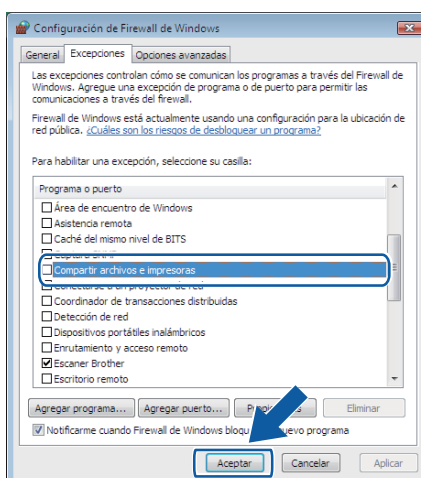 Configuración de Firewall de Windows
General Excepciones Opciones avanzadas
Las excepciones controlan cómo se comunican los programas a través del Firewall de
Windows. Agregue una excepción de programa o de puerto para permitir las
comunicaciones a través del firewall.
Firewall de Windows está actualmente usando una configuración para la ubicación de
red pública. ¿Cuáles son los riesgos de desbloquear un programa?
Para habilitar una excepción, seleccione su casilla:
Programa o puerto
Área de encuentro de Windows
Asistencia remota
Caché del mismo nivel de BITS
Compartir archivos e impresoras
Coordinador de transacciones distribuidas
Detección de red
Dispositivos portátiles inalámbricos
Enrutamiento y acceso remoto
Escaner Brother
Escritorio remoto
Agregar programa... Agregar puerto... Eliminar
Notificarme cuando Firewall de Windows programa
Aceptar Cancelar Aplicar